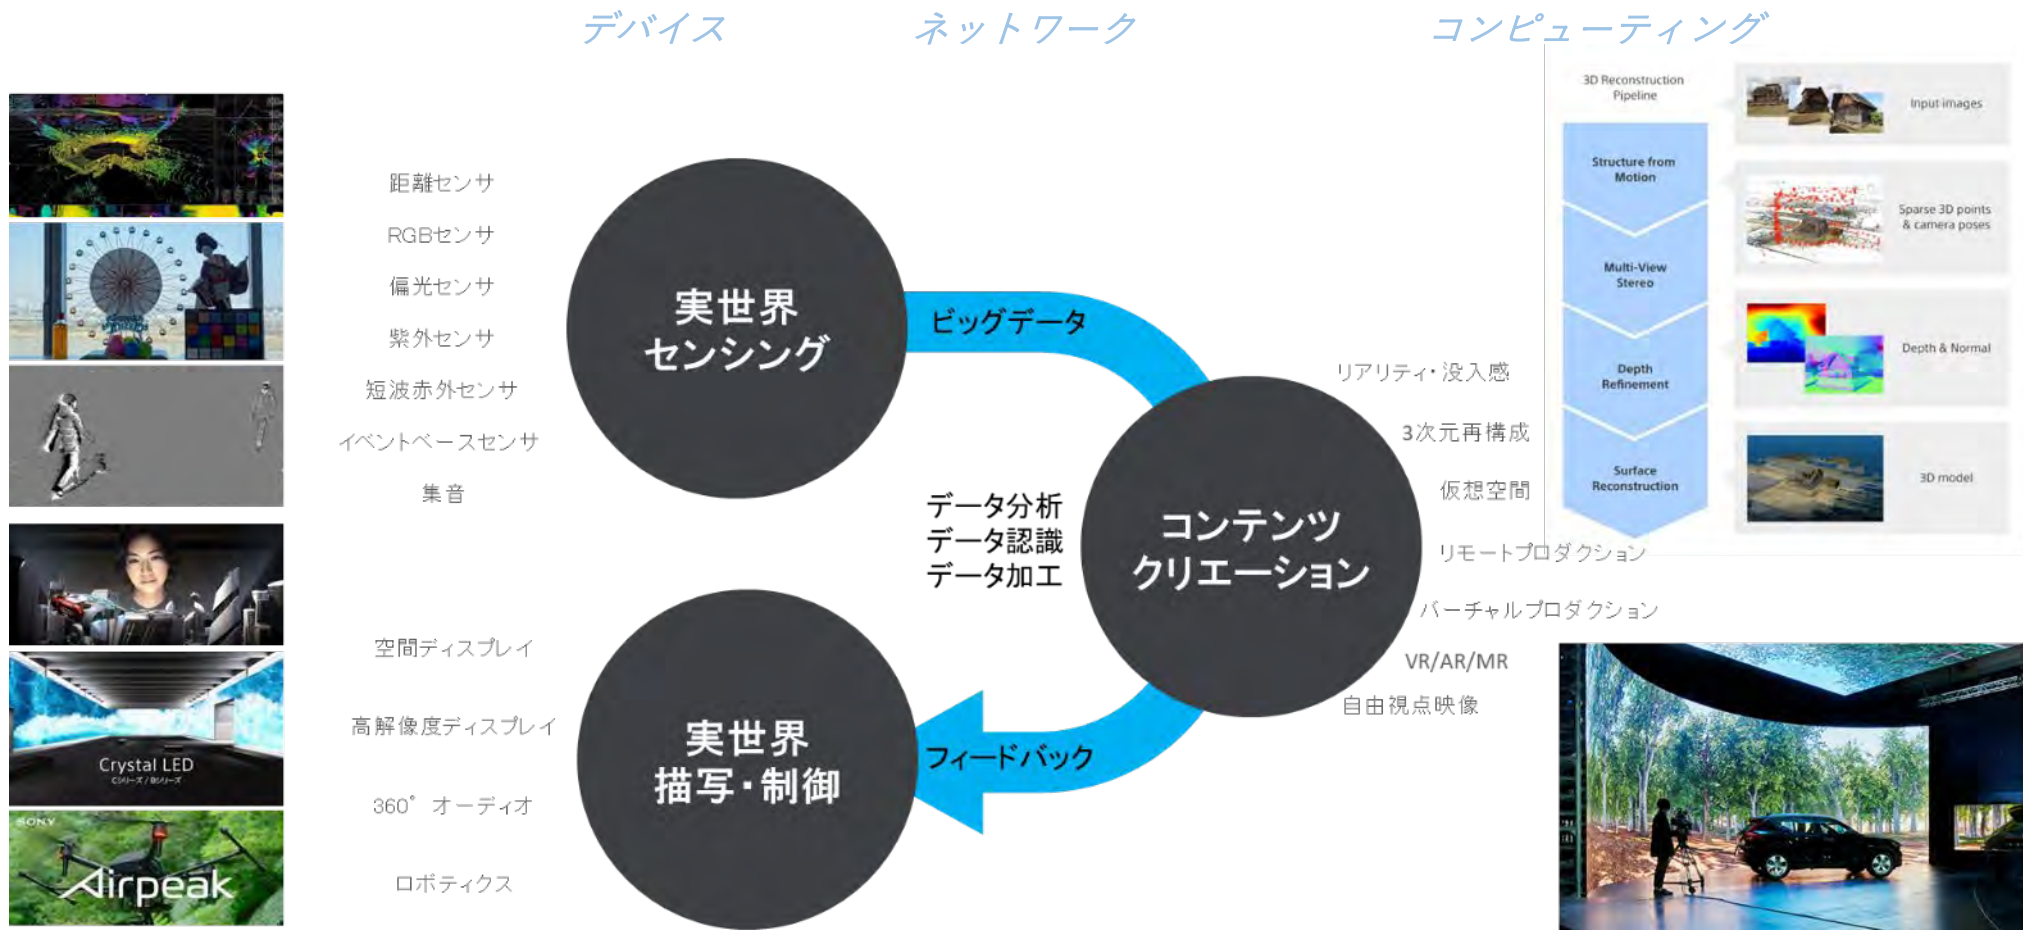 デバイス
ネットワーク
コンピューティング
距離センサ
RGBセンサ
偏光センサ
紫外センサ
短波赤外センサ
イベントベースセンサ
集音
実世界
センシング
ビッグデータ
データ分析
データ認識
データ加工
コンテンツ
クリエーション
リアリティ・没入感
3次元再構成
仮想空間
リモートプロダクション
バーチャルプロダクション
VR/AR/MR
自由視点映像
フィードバック
実世界
描写・制御
空間ディスプレイ
高解像度ディスプレイ
360°オーディオ
ロボティクス
Crystal LED
Cシリーズ / Bシリーズ
SONY
Airpeak
3D Reconstruction
Pipeline
Structure from
Motion
Multi-View
Stereo
Depth
Refinement
Surface
Reconstruction
Input images
Sparse 3D points
& camera poses
Depth & Normal
3D model